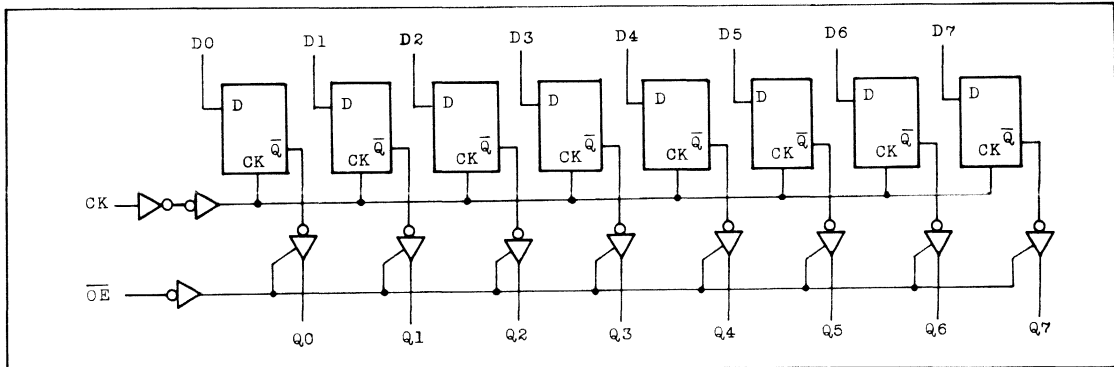 D0 D1 D2 D3 D4 D5 D6 D7
D D D D D D D D
Q̅ Q̅ Q̅ Q̅ Q̅ Q̅ Q̅ Q̅
CK CK CK CK CK CK CK CK
CK
O̅E̅
Q0 Q1 Q2 Q3 Q4 Q5 Q6 Q7